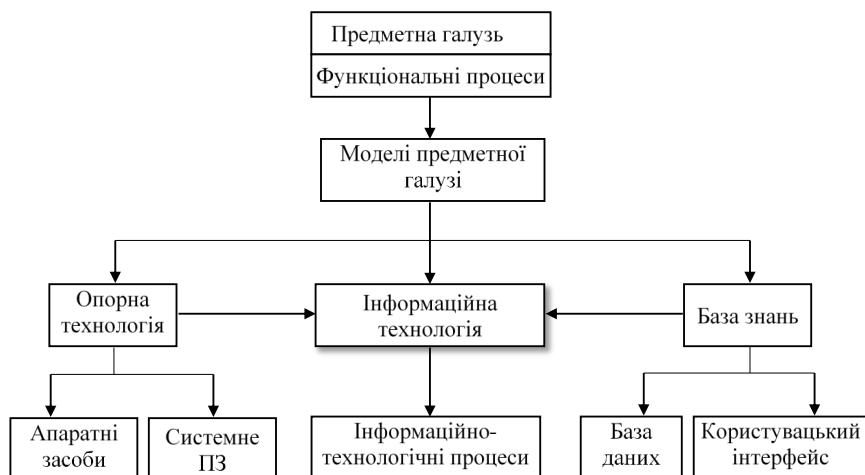 Предметна галузь
Функціональні процеси
Моделі предметної
галузі
Опорна
технологія
Інформаційна
технологія
База знань
Апаратні
засоби
Системне
ПЗ
Інформаційно-
технологічні процеси
База
даних
Користувацький
інтерфейс